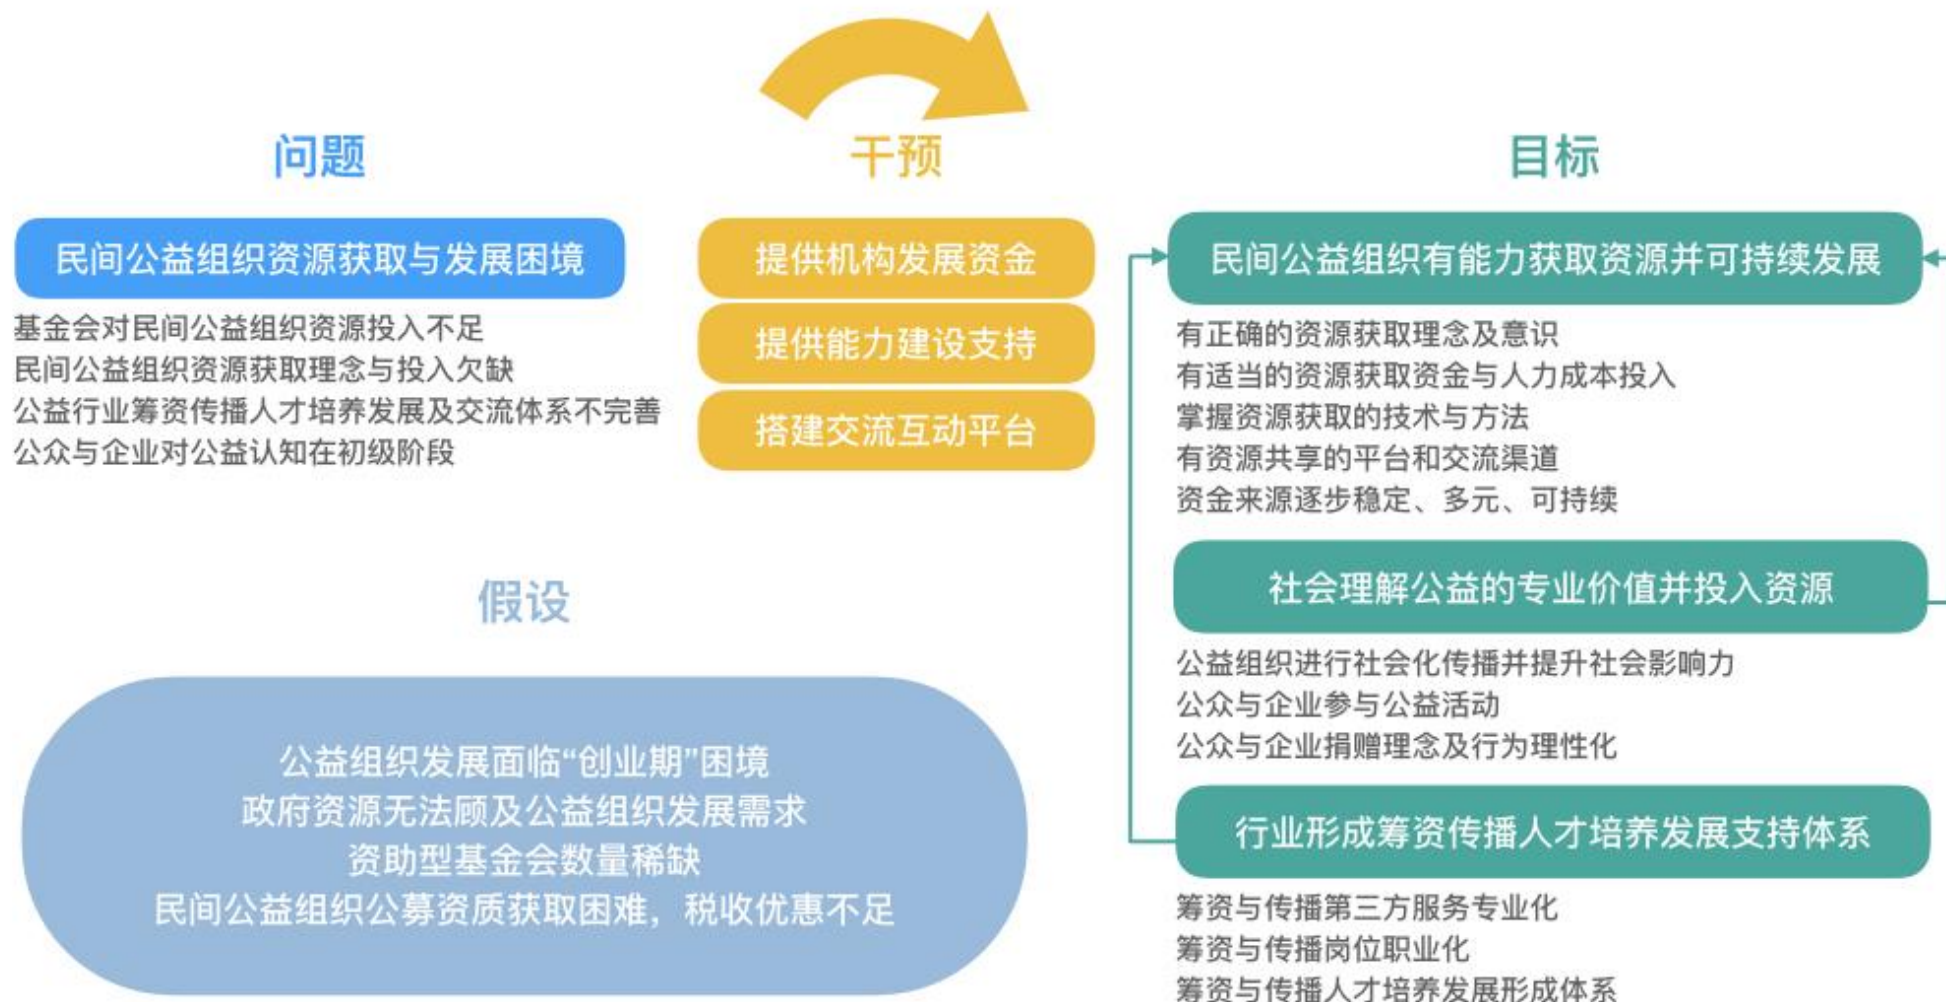 问题
民间公益组织资源获取与发展困境
基金会对民间公益组织资源投入不足
民间公益组织资源获取理念与投入欠缺
公益行业筹资传播人才培养发展及交流体系不完善
公众与企业对公益认知在初级阶段
干预
提供机构发展资金
提供能力建设支持
搭建交流互动平台
目标
民间公益组织有能力获取资源并可持续发展
有正确的资源获取理念及意识
有适当的资源获取资金与人力成本投入
掌握资源获取的技术与方法
有资源共享的平台和交流渠道
资金来源逐步稳定、多元、可持续
社会理解公益的专业价值并投入资源
公益组织进行社会化传播并提升社会影响力
公众与企业参与公益活动
公众与企业捐赠理念及行为理性化
行业形成筹资传播人才培养发展支持体系
筹资与传播第三方服务专业化
筹资与传播岗位职业化
筹资与传播人才培养发展形成体系
假设
公益组织发展面临“创业期”困境
政府资源无法顾及公益组织发展需求
资助型基金会数量稀缺
民间公益组织公募资质获取困难，税收优惠不足